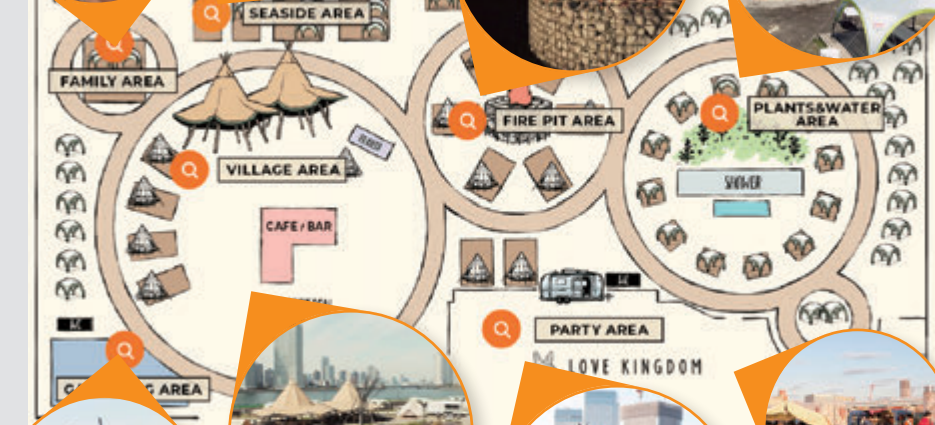 SEASIDE AREA
FAMILY AREA
FIRE PIT AREA
PLANTS&WATER
AREA
VILLAGE AREA
SHOWER
CAFE / BAR
PARTY AREA
LOVE KINGDOM
AREA